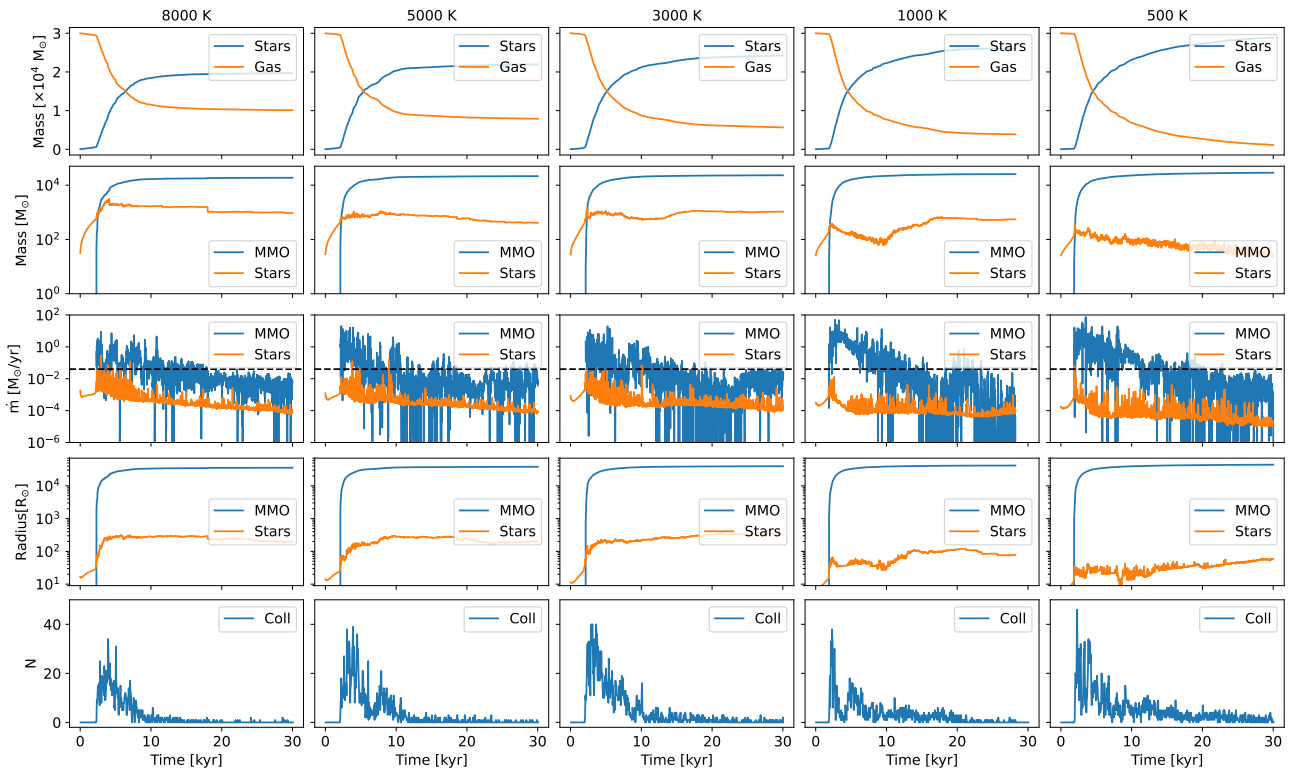 8000 K 5000 K 3000 K 1000 K 500 K
Mass [×10⁴ M⊙]
3
2
1
0
Stars
Gas
Stars
Gas
Stars
Gas
Stars
Gas
Stars
Gas
Mass [M⊙]
10⁴
10²
10⁰
MMO
Stars
MMO
Stars
MMO
Stars
MMO
Stars
MMO
Stars
ṁ [M⊙/yr]
10²
10⁰
10⁻²
10⁻⁴
10⁻⁶
MMO
Stars
MMO
Stars
MMO
Stars
MMO
Stars
MMO
Stars
Radius[R⊙]
10⁴
10³
10²
10¹
MMO
Stars
MMO
Stars
MMO
Stars
MMO
Stars
MMO
Stars
N
40
20
0
Coll
Coll
Coll
Coll
Coll
0 10 20 30 0 10 20 30 0 10 20 30 0 10 20 30 0 10 20 30
Time [kyr] Time [kyr] Time [kyr] Time [kyr] Time [kyr]